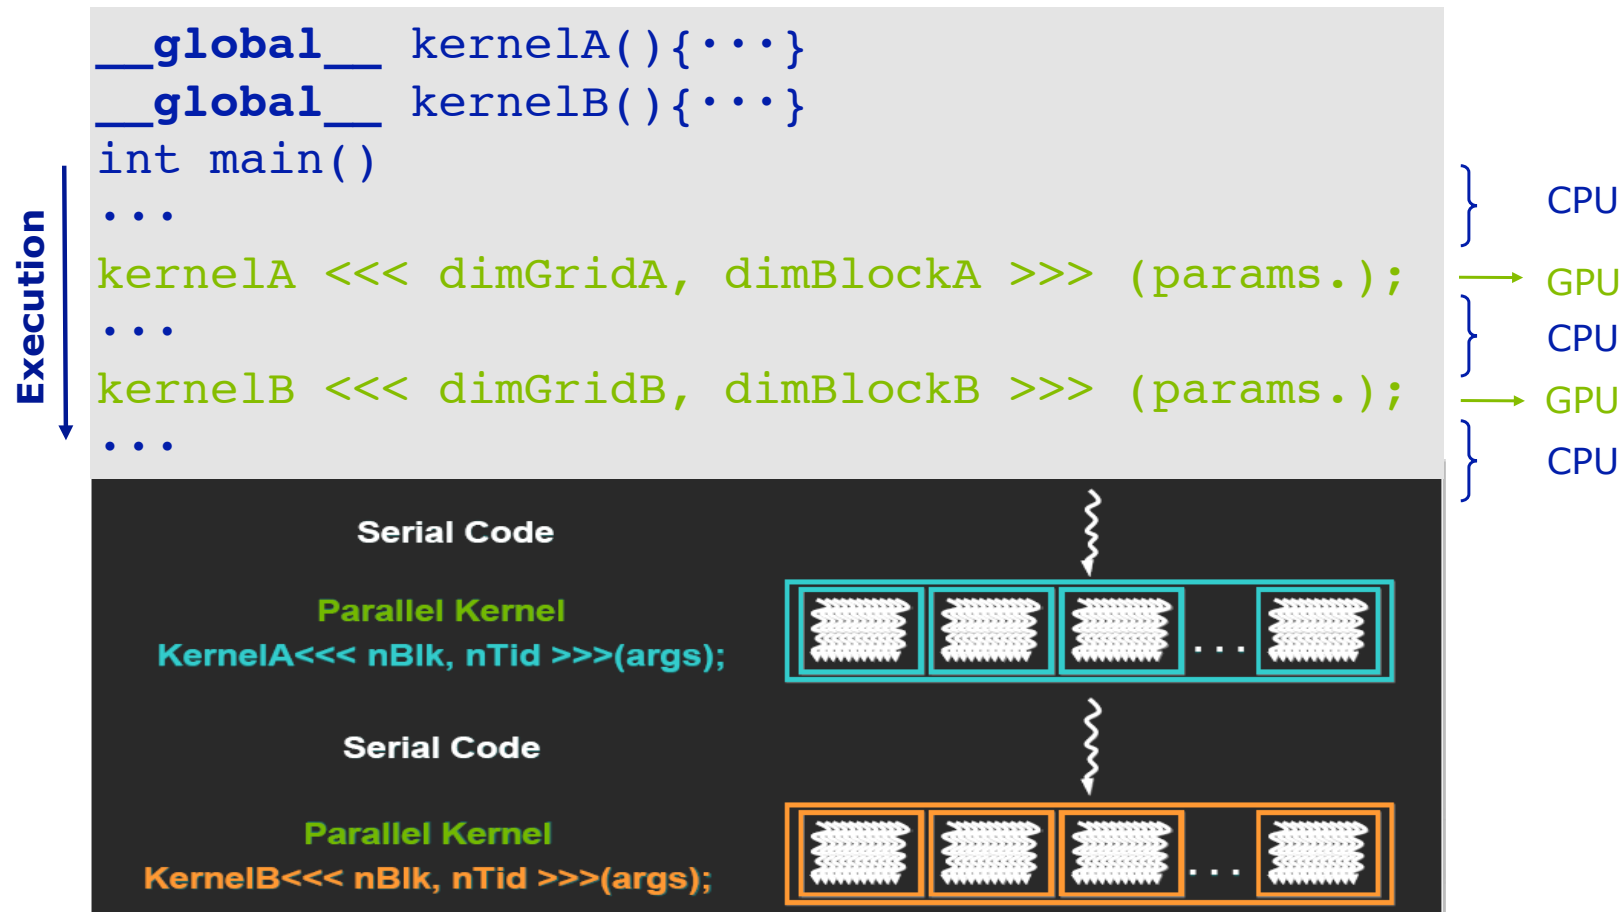 __global__ kernelA(){···}
__global__ kernelB(){···}
int main()
···
kernelA <<< dimGridA, dimBlockA >>> (params.);
···
kernelB <<< dimGridB, dimBlockB >>> (params.);
···
Execution
CPU
GPU
CPU
GPU
CPU
Serial Code
Parallel Kernel
KernelA<<< nBlk, nTid >>>(args);
...
Serial Code
Parallel Kernel
KernelB<<< nBlk, nTid >>>(args);
...